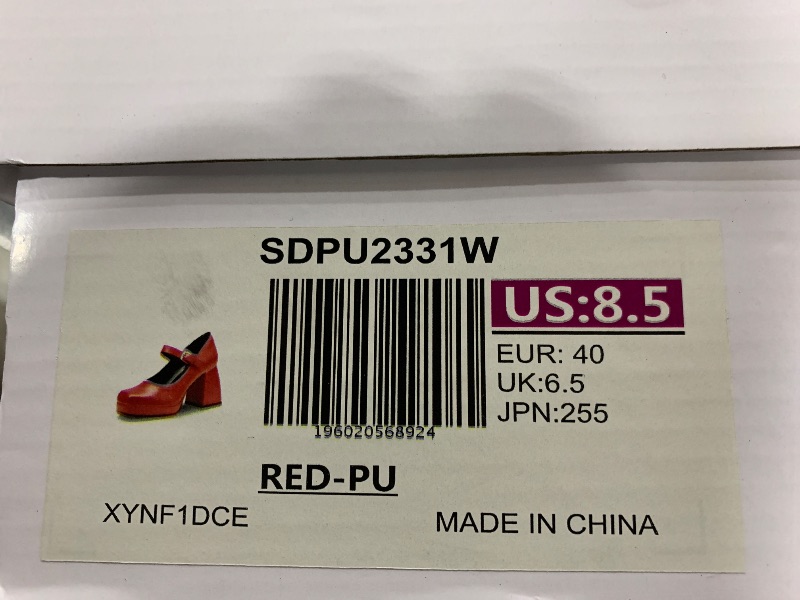 SDPU2331W
US:8.5
EUR: 40
UK:6.5
JPN:255
196020568924
RED-PU
XYNF1DCE
MADE IN CHINA